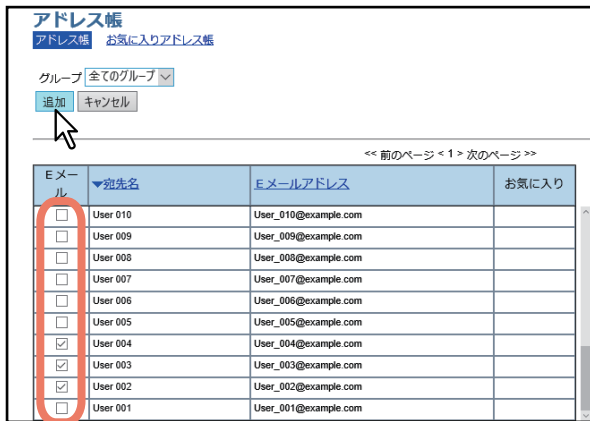 アドレス帳
アドレス帳 お気に入りアドレス帳
グループ 全てのグループ
追加 キャンセル
<< 前のページ < 1 > 次のページ >>
Eメール ▼宛先名 Eメールアドレス お気に入り
User 010 User_010@example.com
User 009 User_009@example.com
User 008 User_008@example.com
User 007 User_007@example.com
User 006 User_006@example.com
User 005 User_005@example.com
User 004 User_004@example.com
User 003 User_003@example.com
User 002 User_002@example.com
User 001 User_001@example.com